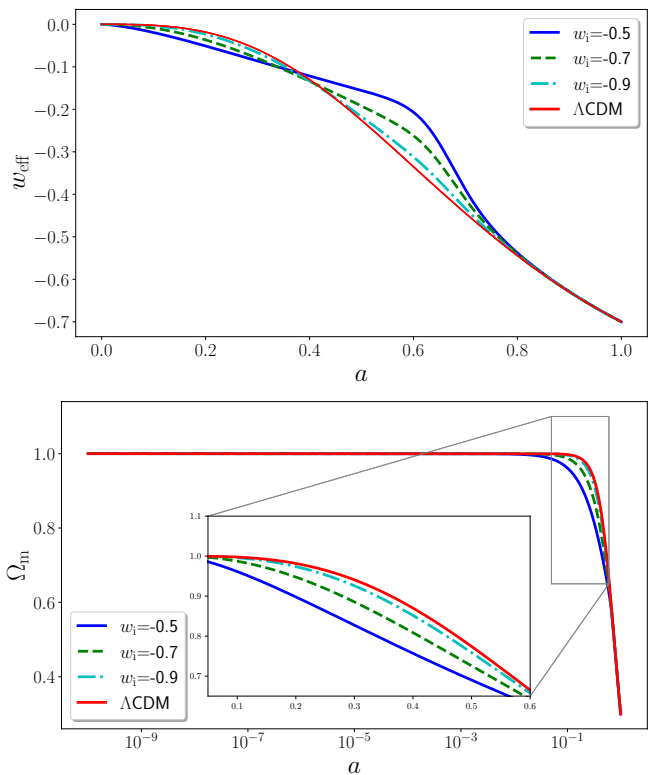 0.0
−0.1
−0.2
−0.3
−0.4
−0.5
−0.6
−0.7
w_eff
w_i=-0.5
w_i=-0.7
w_i=-0.9
ΛCDM
0.0 0.2 0.4 0.6 0.8 1.0
a
1.0
0.8
0.6
0.4
Ω_m
1.1
1.0
0.9
0.8
0.7
0.1 0.2 0.3 0.4 0.5 0.6
w_i=-0.5
w_i=-0.7
w_i=-0.9
ΛCDM
10⁻⁹ 10⁻⁷ 10⁻⁵ 10⁻³ 10⁻¹
a